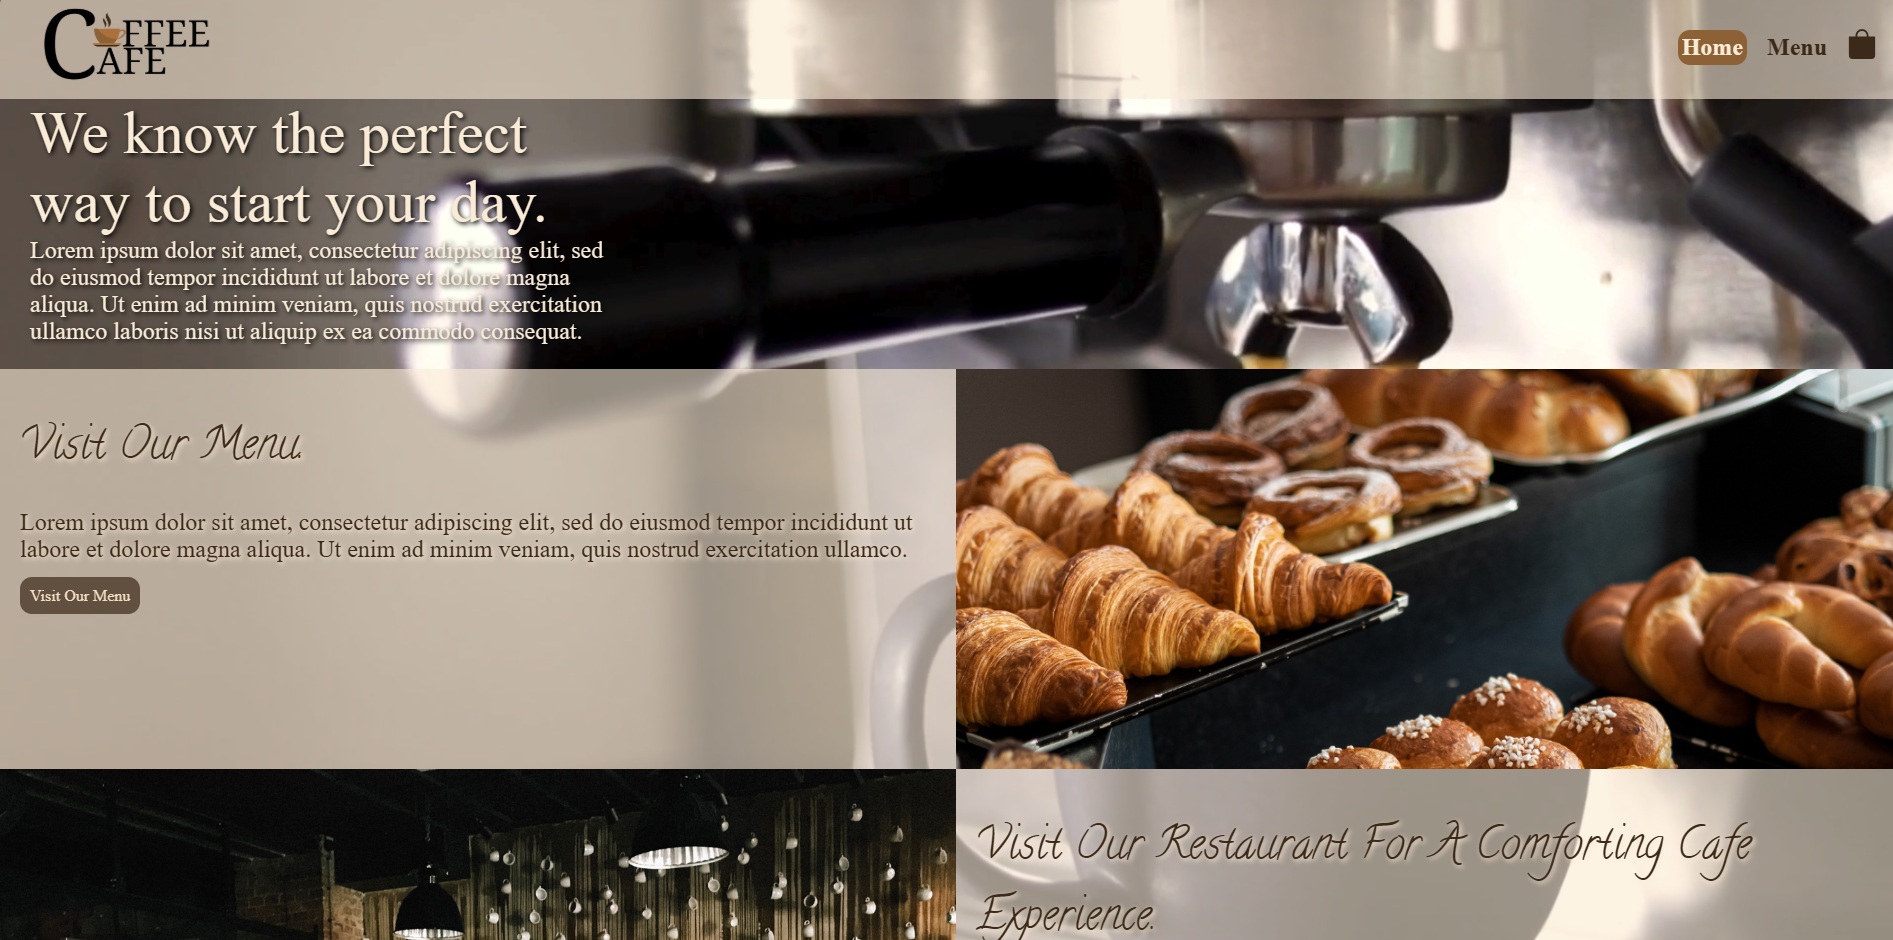 COFFEE
CAFE
Home Menu
We know the perfect
way to start your day.
Lorem ipsum dolor sit amet, consectetur adipiscing elit, sed
do eiusmod tempor incididunt ut labore et dolore magna
aliqua. Ut enim ad minim veniam, quis nostrud exercitation
ullamco laboris nisi ut aliquip ex ea commodo consequat.
Visit Our Menu.
Lorem ipsum dolor sit amet, consectetur adipiscing elit, sed do eiusmod tempor incididunt ut
labore et dolore magna aliqua. Ut enim ad minim veniam, quis nostrud exercitation ullamco.
Visit Our Menu
Visit Our Restaurant For A Comforting Cafe
Experience.